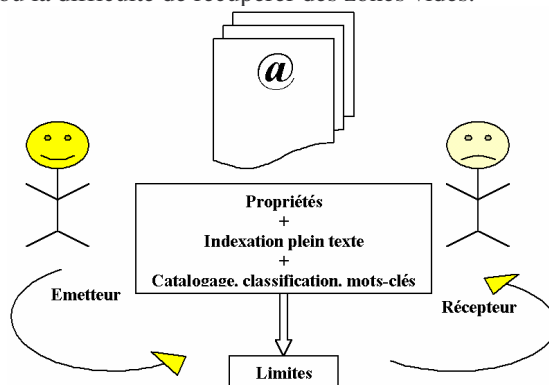 ou la difficulté de récupérer des zones vides.
@
Propriétés
+
Indexation plein texte
+
Catalogage, classification, mots-clés
Emetteur
Récepteur
Limites